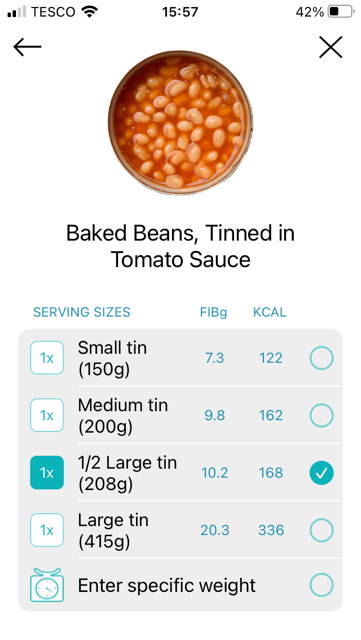 TESCO 15:57 42%
Baked Beans, Tinned in
Tomato Sauce
SERVING SIZES FIBg KCAL
1x Small tin
(150g) 7.3 122
1x Medium tin
(200g) 9.8 162
1x 1/2 Large tin
(208g) 10.2 168
1x Large tin
(415g) 20.3 336
Enter specific weight